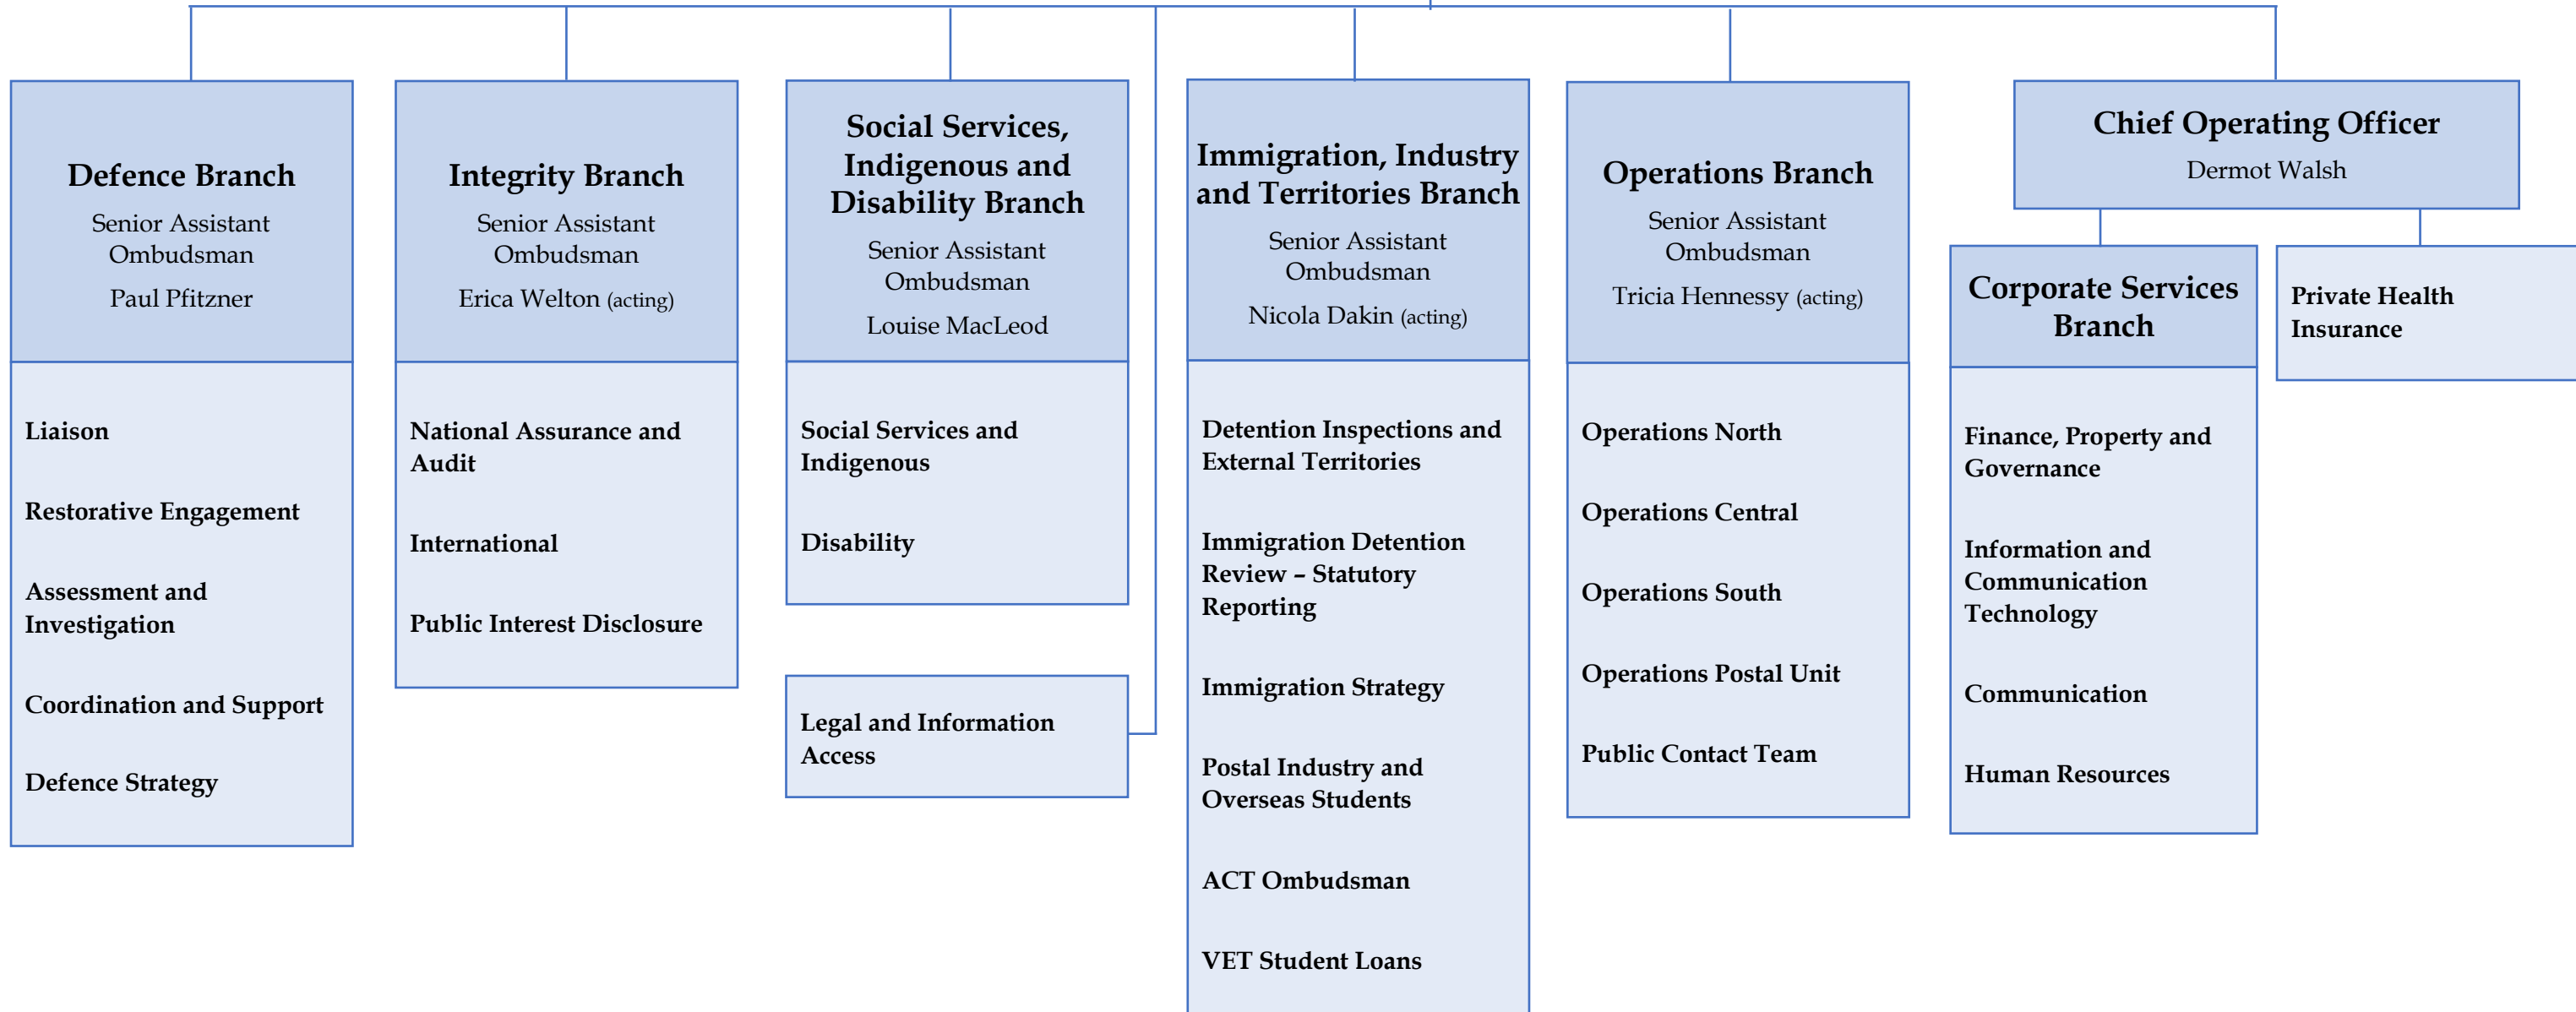 Defence Branch
Senior Assistant
Ombudsman
Paul Pfitzner
Liaison
Restorative Engagement
Assessment and
Investigation
Coordination and Support
Defence Strategy
Integrity Branch
Senior Assistant
Ombudsman
Erica Welton (acting)
National Assurance and
Audit
International
Public Interest Disclosure
Social Services,
Indigenous and
Disability Branch
Senior Assistant
Ombudsman
Louise MacLeod
Social Services and
Indigenous
Disability
Legal and Information
Access
Immigration, Industry
and Territories Branch
Senior Assistant
Ombudsman
Nicola Dakin (acting)
Detention Inspections and
External Territories
Immigration Detention
Review – Statutory
Reporting
Immigration Strategy
Postal Industry and
Overseas Students
ACT Ombudsman
VET Student Loans
Operations Branch
Senior Assistant
Ombudsman
Tricia Hennessy (acting)
Operations North
Operations Central
Operations South
Operations Postal Unit
Public Contact Team
Chief Operating Officer
Dermot Walsh
Corporate Services
Branch
Finance, Property and
Governance
Information and
Communication
Technology
Communication
Human Resources
Private Health
Insurance